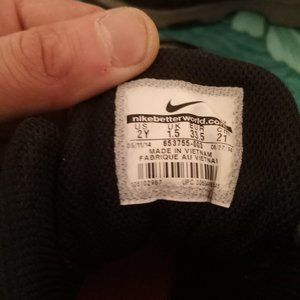 nikebetterworld.com
US UK EUR CM
2Y 1.5 33.5 21
653755-003
MADE IN VIETNAM
FABRIQUE AU VIETNAM